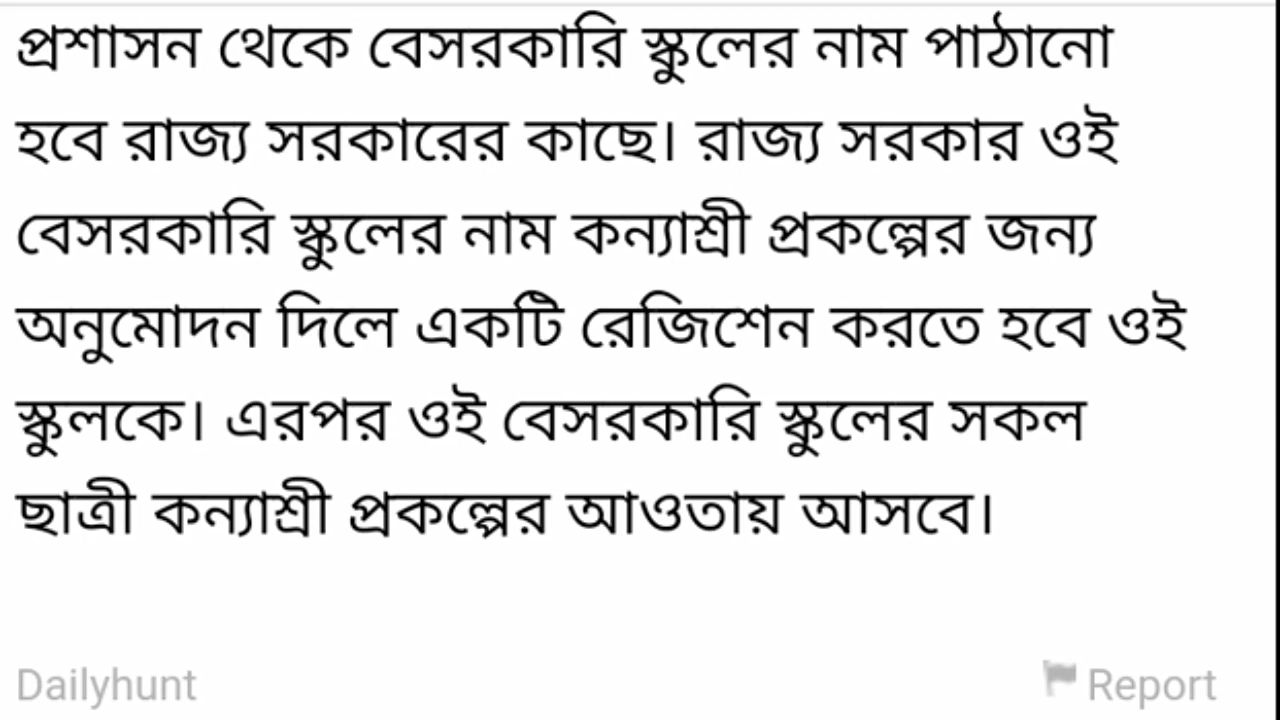 প্রশাসন থেকে বেসরকারি স্কুলের নাম পাঠানো
হবে রাজ্য সরকারের কাছে। রাজ্য সরকার ওই
বেসরকারি স্কুলের নাম কন্যাশ্রী প্রকল্পের জন্য
অনুমোদন দিলে একটি রেজিশেন করতে হবে ওই
স্কুলকে। এরপর ওই বেসরকারি স্কুলের সকল
ছাত্রী কন্যাশ্রী প্রকল্পের আওতায় আসবে।
Dailyhunt Report